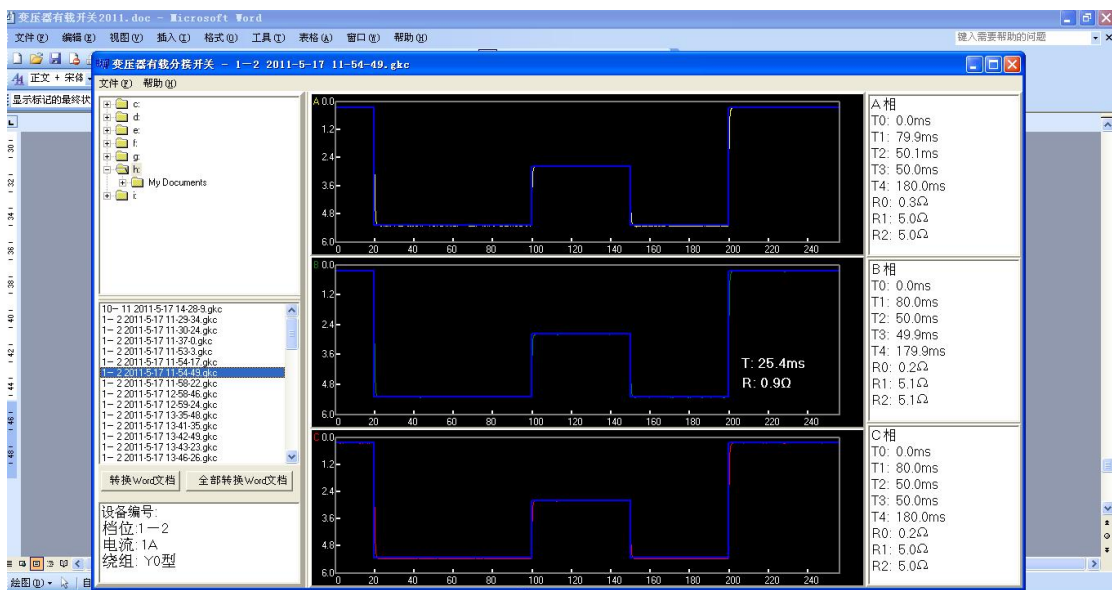 变压器有载开关2011.doc - Microsoft Word
文件(F) 编辑(E) 视图(V) 插入(I) 格式(O) 工具(T) 表格(A) 窗口(W) 帮助(H) 键入需要帮助的问题
变压器有载分接开关 - 1－2 2011-5-17 11-54-49.gkc
正文 + 宋体
文件(F) 帮助(X)
显示标记的最终状
c:
d:
e:
f:
g:
h:
My Documents
i:
10－ 11 2011-5-17 14-28-9.gkc
1－ 2 2011-5-17 11-29-34.gkc
1－ 2 2011-5-17 11-30-24.gkc
1－ 2 2011-5-17 11-37-0.gkc
1－ 2 2011-5-17 11-53-3.gkc
1－ 2 2011-5-17 11-54-17.gkc
1－ 2 2011-5-17 11-54-49.gkc
1－ 2 2011-5-17 11-58-22.gkc
1－ 2 2011-5-17 12-58-46.gkc
1－ 2 2011-5-17 12-59-24.gkc
1－ 2 2011-5-17 13-35-48.gkc
1－ 2 2011-5-17 13-41-35.gkc
1－ 2 2011-5-17 13-42-49.gkc
1－ 2 2011-5-17 13-43-23.gkc
1－ 2 2011-5-17 13-46-26.gkc
转换Word文档 全部转换Word文档
设备编号:
档位:1－2
电流: 1A
绕组: Y0型
A 0.0
1.2
2.4
3.6
4.8
6.0
0 20 40 60 80 100 120 140 160 180 200 220 240
A相
T0: 0.0ms
T1: 79.9ms
T2: 50.1ms
T3: 50.0ms
T4: 180.0ms
R0: 0.3Ω
R1: 5.0Ω
R2: 5.0Ω
B 0.0
1.2
2.4
3.6
4.8
6.0
T: 25.4ms
R: 0.9Ω
0 20 40 60 80 100 120 140 160 180 200 220 240
B相
T0: 0.0ms
T1: 80.0ms
T2: 50.0ms
T3: 49.9ms
T4: 179.9ms
R0: 0.2Ω
R1: 5.1Ω
R2: 5.1Ω
C 0.0
1.2
2.4
3.6
4.8
6.0
0 20 40 60 80 100 120 140 160 180 200 220 240
C相
T0: 0.0ms
T1: 80.0ms
T2: 50.0ms
T3: 50.0ms
T4: 180.0ms
R0: 0.2Ω
R1: 5.0Ω
R2: 5.0Ω
30
32
34
36
38
40
42
44
46
48
绘图(D) 自